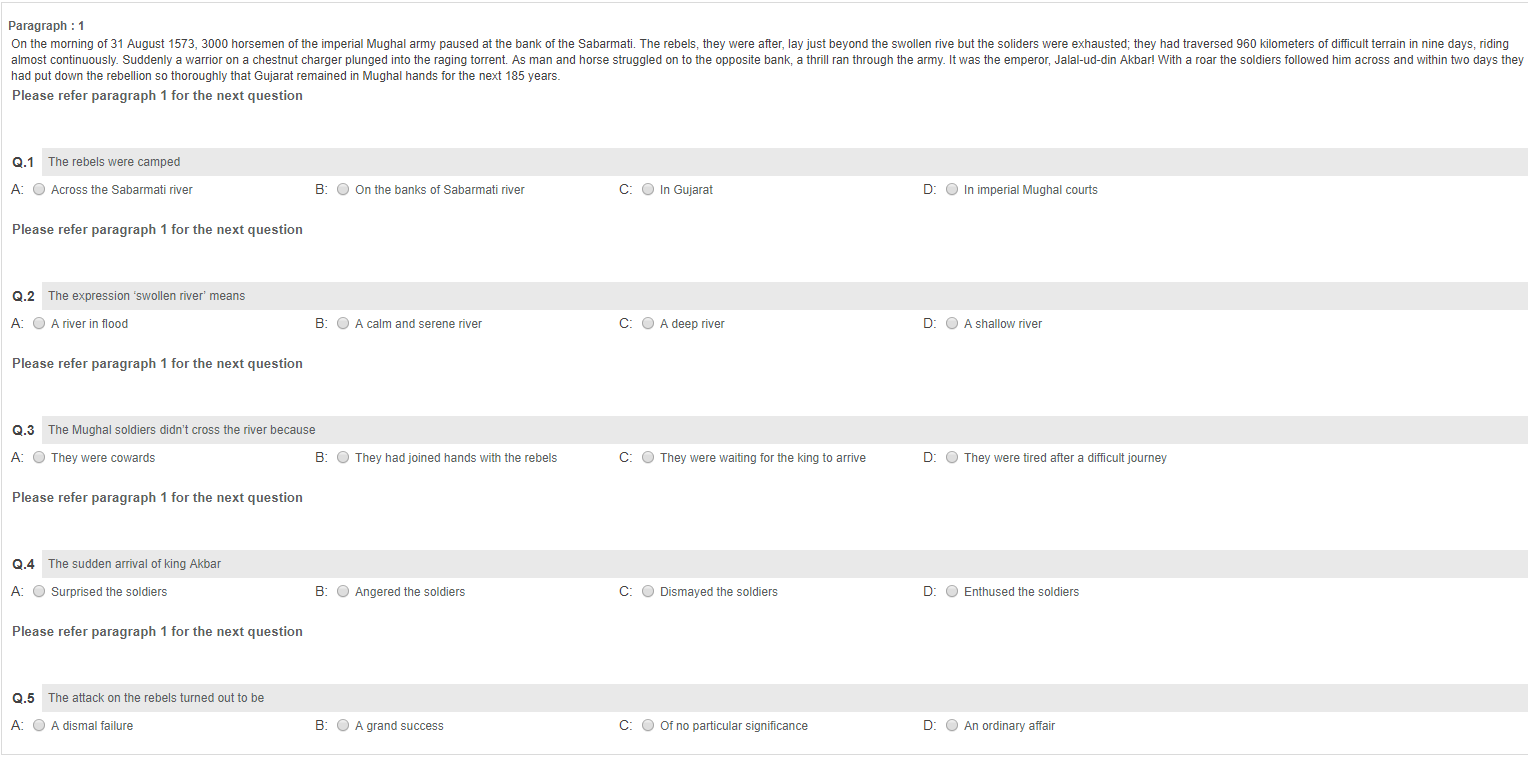 Paragraph : 1
On the morning of 31 August 1573, 3000 horsemen of the imperial Mughal army paused at the bank of the Sabarmati. The rebels, they were after, lay just beyond the swollen rive but the soliders were exhausted; they had traversed 960 kilometers of difficult terrain in nine days, riding
almost continuously. Suddenly a warrior on a chestnut charger plunged into the raging torrent. As man and horse struggled on to the opposite bank, a thrill ran through the army. It was the emperor, Jalal-ud-din Akbar! With a roar the soldiers followed him across and within two days they
had put down the rebellion so thoroughly that Gujarat remained in Mughal hands for the next 185 years.
Please refer paragraph 1 for the next question
Q.1 The rebels were camped
A: Across the Sabarmati river B: On the banks of Sabarmati river C: In Gujarat D: In imperial Mughal courts
Please refer paragraph 1 for the next question
Q.2 The expression ‘swollen river’ means
A: A river in flood B: A calm and serene river C: A deep river D: A shallow river
Please refer paragraph 1 for the next question
Q.3 The Mughal soldiers didn’t cross the river because
A: They were cowards B: They had joined hands with the rebels C: They were waiting for the king to arrive D: They were tired after a difficult journey
Please refer paragraph 1 for the next question
Q.4 The sudden arrival of king Akbar
A: Surprised the soldiers B: Angered the soldiers C: Dismayed the soldiers D: Enthused the soldiers
Please refer paragraph 1 for the next question
Q.5 The attack on the rebels turned out to be
A: A dismal failure B: A grand success C: Of no particular significance D: An ordinary affair